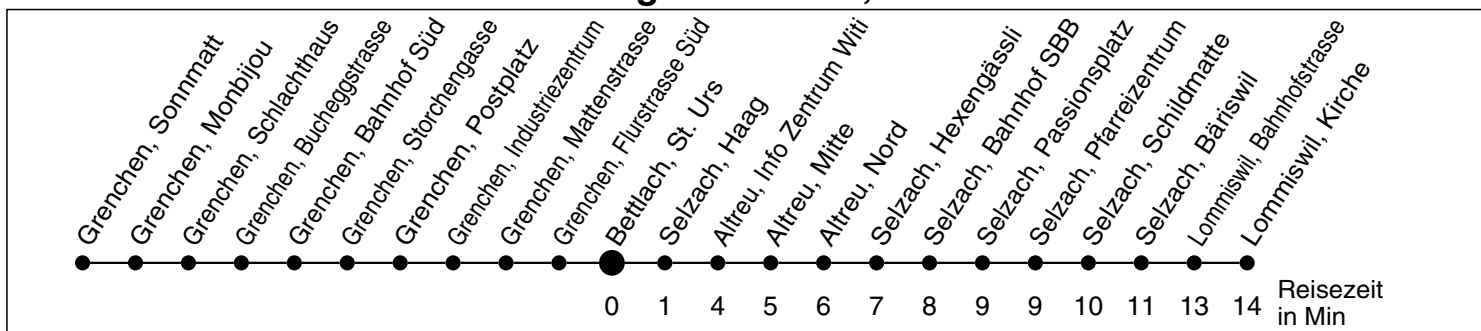 Grenchen, Sonnmatt
Grenchen, Monbijou
Grenchen, Schlachthaus
Grenchen, Bucheggstrasse
Grenchen, Bahnhof Süd
Grenchen, Storchengasse
Grenchen, Postplatz
Grenchen, Industriezentrum
Grenchen, Mattenstrasse
Grenchen, Flurstrasse Süd
Bettlach, St. Urs
Selzach, Haag
Altreu, Info Zentrum Witi
Altreu, Mitte
Altreu, Nord
Selzach, Hexengässli
Selzach, Bahnhof SBB
Selzach, Passionsplatz
Selzach, Pfarreizentrum
Selzach, Schildmatte
Selzach, Bäriswil
Lommiswil, Bahnhofstrasse
Lommiswil, Kirche
0 1 4 5 6 7 8 9 9 10 11 13 14
Reisezeit
in Min